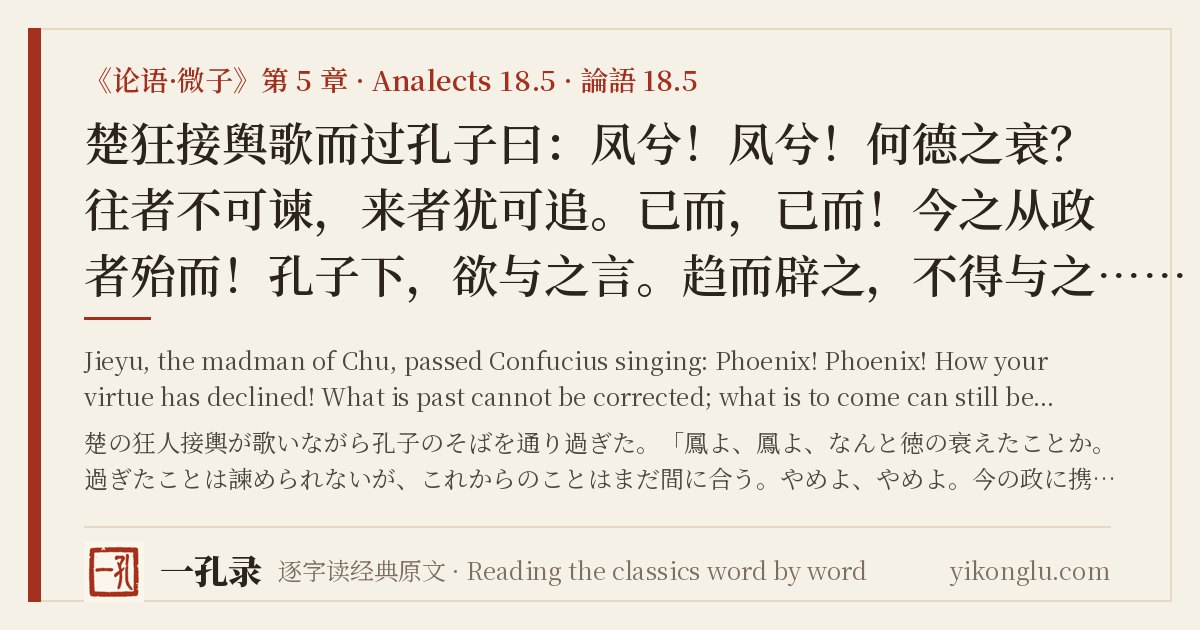 《论语·微子》第 5 章 · Analects 18.5 · 論語 18.5
楚狂接舆歌而过孔子曰：凤兮！凤兮！何德之衰？
往者不可谏，来者犹可追。已而，已而！今之从政
者殆而！孔子下，欲与之言。趋而辟之，不得与之……
Jieyu, the madman of Chu, passed Confucius singing: Phoenix! Phoenix! How your
virtue has declined! What is past cannot be corrected; what is to come can still be...
楚の狂人接輿が歌いながら孔子のそばを通り過ぎた。「鳳よ、鳳よ、なんと徳の衰えたことか。
過ぎたことは諫められないが、これからのことはまだ間に合う。やめよ、やめよ。今の政に携…
一孔
一孔录 逐字读经典原文 · Reading the classics word by word yikonglu.com